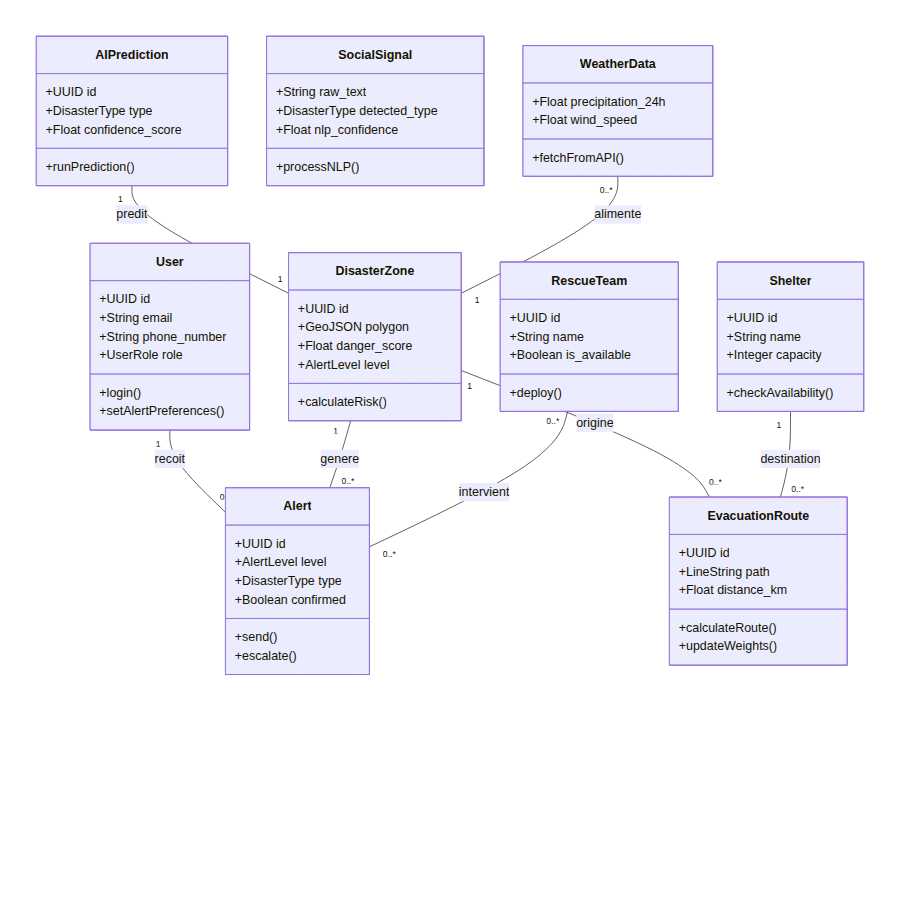 AIPrediction
+UUID id
+DisasterType type
+Float confidence_score
+runPrediction()
SocialSignal
+String raw_text
+DisasterType detected_type
+Float nlp_confidence
+processNLP()
WeatherData
+Float precipitation_24h
+Float wind_speed
+fetchFromAPI()
1
predit
1
0..*
alimente
1
User
+UUID id
+String email
+String phone_number
+UserRole role
+login()
+setAlertPreferences()
DisasterZone
+UUID id
+GeoJSON polygon
+Float danger_score
+AlertLevel level
+calculateRisk()
RescueTeam
+UUID id
+String name
+Boolean is_available
+deploy()
Shelter
+UUID id
+String name
+Integer capacity
+checkAvailability()
1
1
recoit
0
1
genere
0..*
0..*
intervient
0..*
origine
0..*
1
destination
0..*
Alert
+UUID id
+AlertLevel level
+DisasterType type
+Boolean confirmed
+send()
+escalate()
EvacuationRoute
+UUID id
+LineString path
+Float distance_km
+calculateRoute()
+updateWeights()